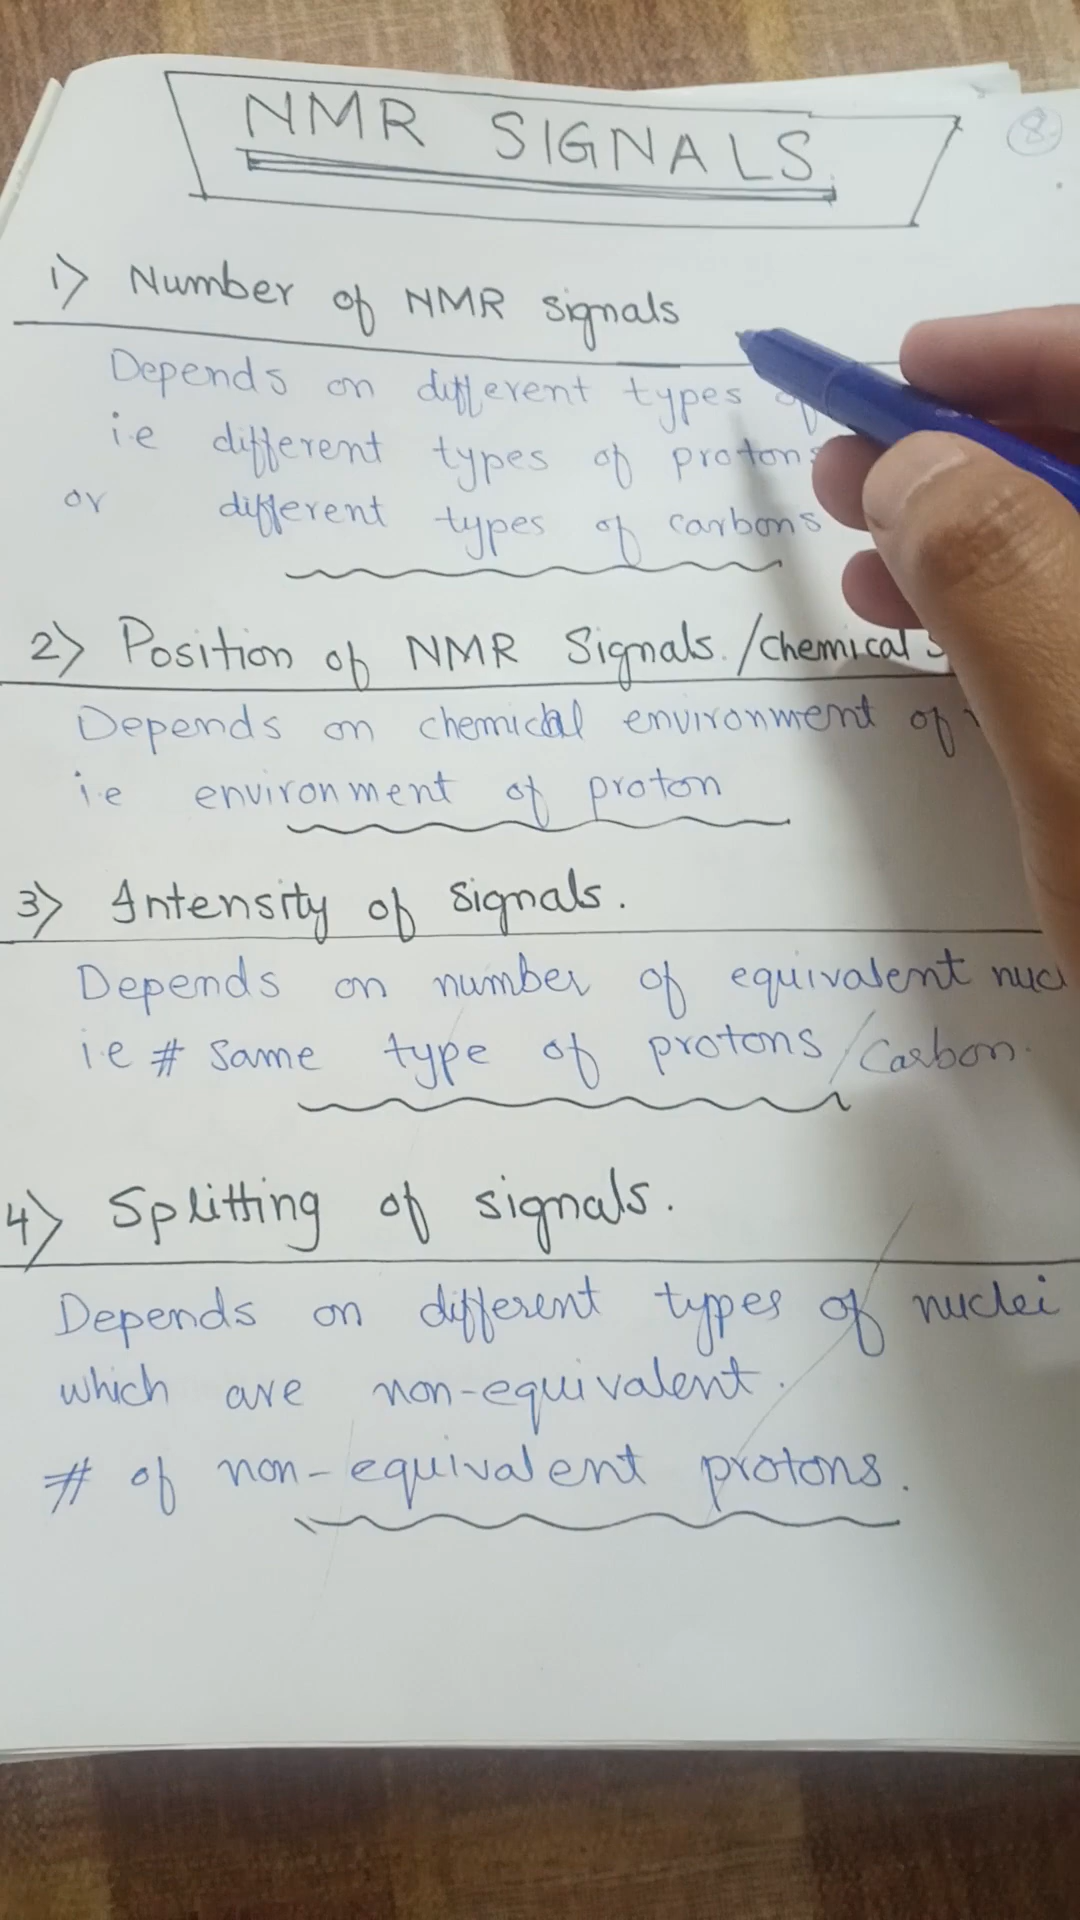 NMR SIGNALS
8
1) Number of NMR signals
Depends on different types of
i.e different types of protons
or different types of carbons
2) Position of NMR Signals./chemical S
Depends on chemical environment of
i.e environment of proton
3) Intensity of signals.
Depends on number of equivalent nucl
i.e # same type of protons/carbon.
4) Splitting of signals.
Depends on different types of nuclei
which are non-equivalent.
# of non-equivalent protons.